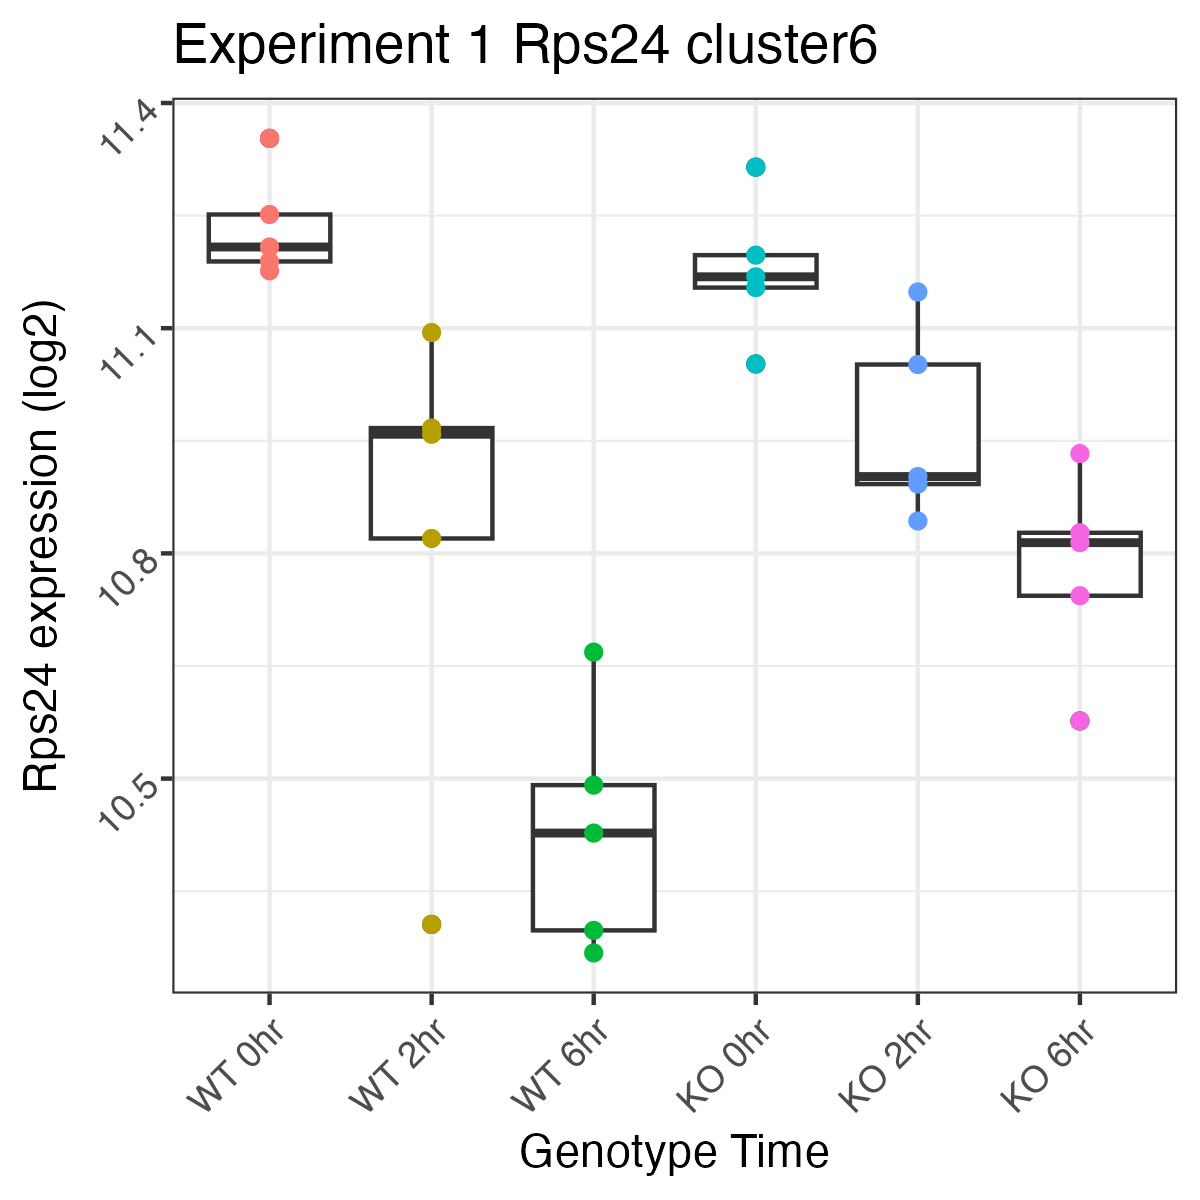 Experiment 1 Rps24 cluster6
Rps24 expression (log2)
11.4
11.1
10.8
10.5
WT 0hr
WT 2hr
WT 6hr
KO 0hr
KO 2hr
KO 6hr
Genotype Time